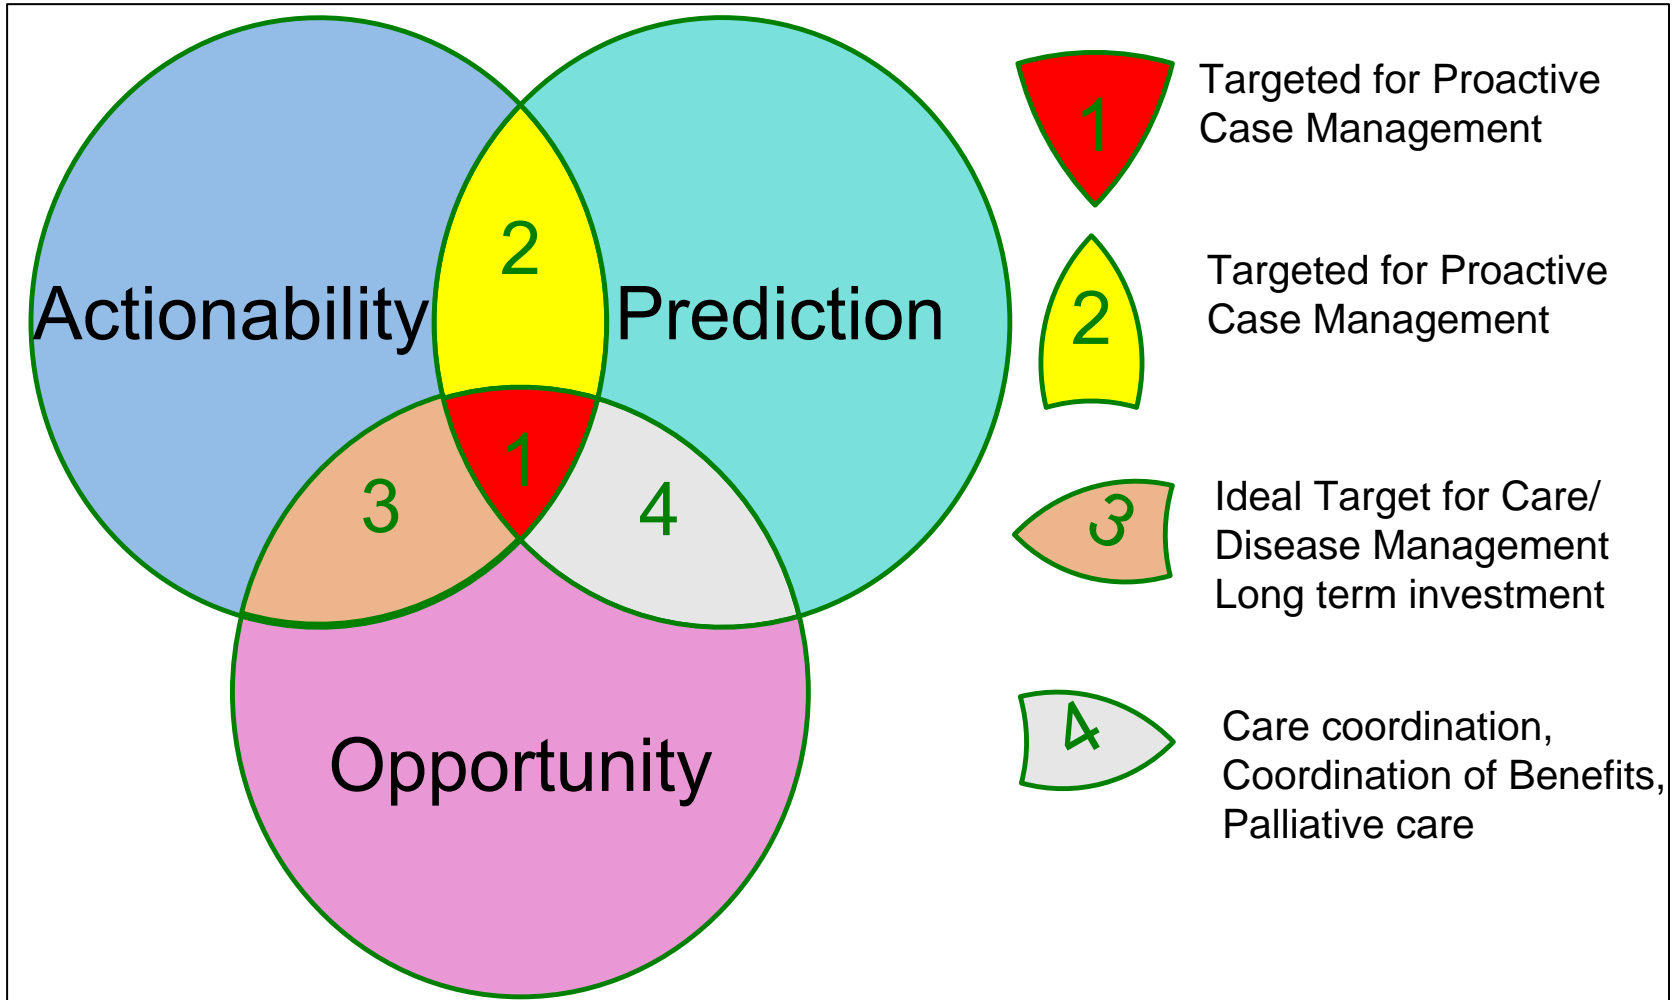 Actionability
2
Prediction
1
3
4
Opportunity
1
Targeted for Proactive
Case Management
2
Targeted for Proactive
Case Management
3
Ideal Target for Care/
Disease Management
Long term investment
4
Care coordination,
Coordination of Benefits,
Palliative care